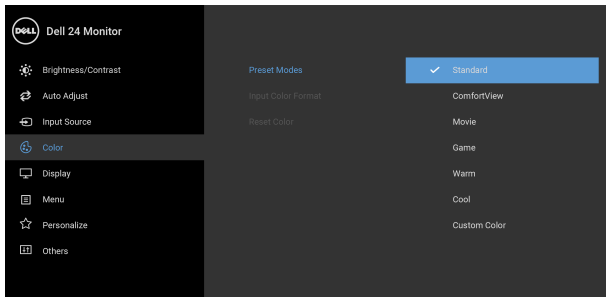 DELL Dell 24 Monitor
Brightness/Contrast Preset Modes Standard
Auto Adjust Input Color Format ComfortView
Input Source Reset Color Movie
Color Game
Display Warm
Menu Cool
Personalize Custom Color
Others